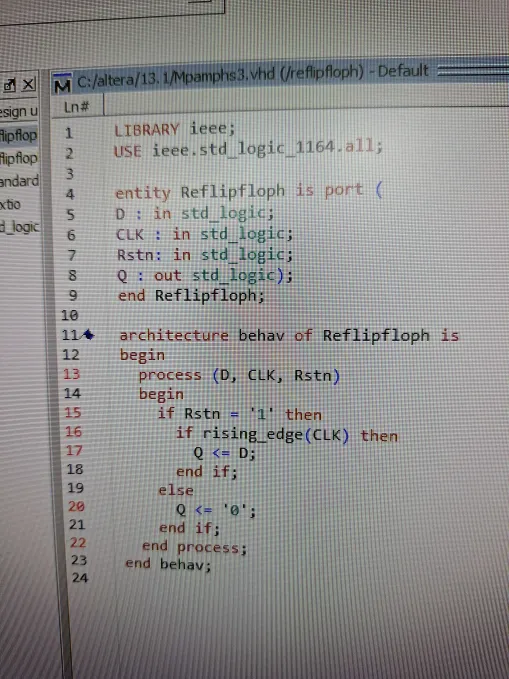 M C:/altera/13.1/Mpamphs3.vhd (/reflipfloph) - Default
Ln#
esign u
flipflop
flipflop
andard
xtio
d_logic
1 LIBRARY ieee;
2 USE ieee.std_logic_1164.all;
3
4 entity Reflipfloph is port (
5 D : in std_logic;
6 CLK : in std_logic;
7 Rstn: in std_logic;
8 Q : out std_logic);
9 end Reflipfloph;
10
11 architecture behav of Reflipfloph is
12 begin
13 process (D, CLK, Rstn)
14 begin
15 if Rstn = '1' then
16 if rising_edge(CLK) then
17 Q <= D;
18 end if;
19 else
20 Q <= '0';
21 end if;
22 end process;
23 end behav;
24